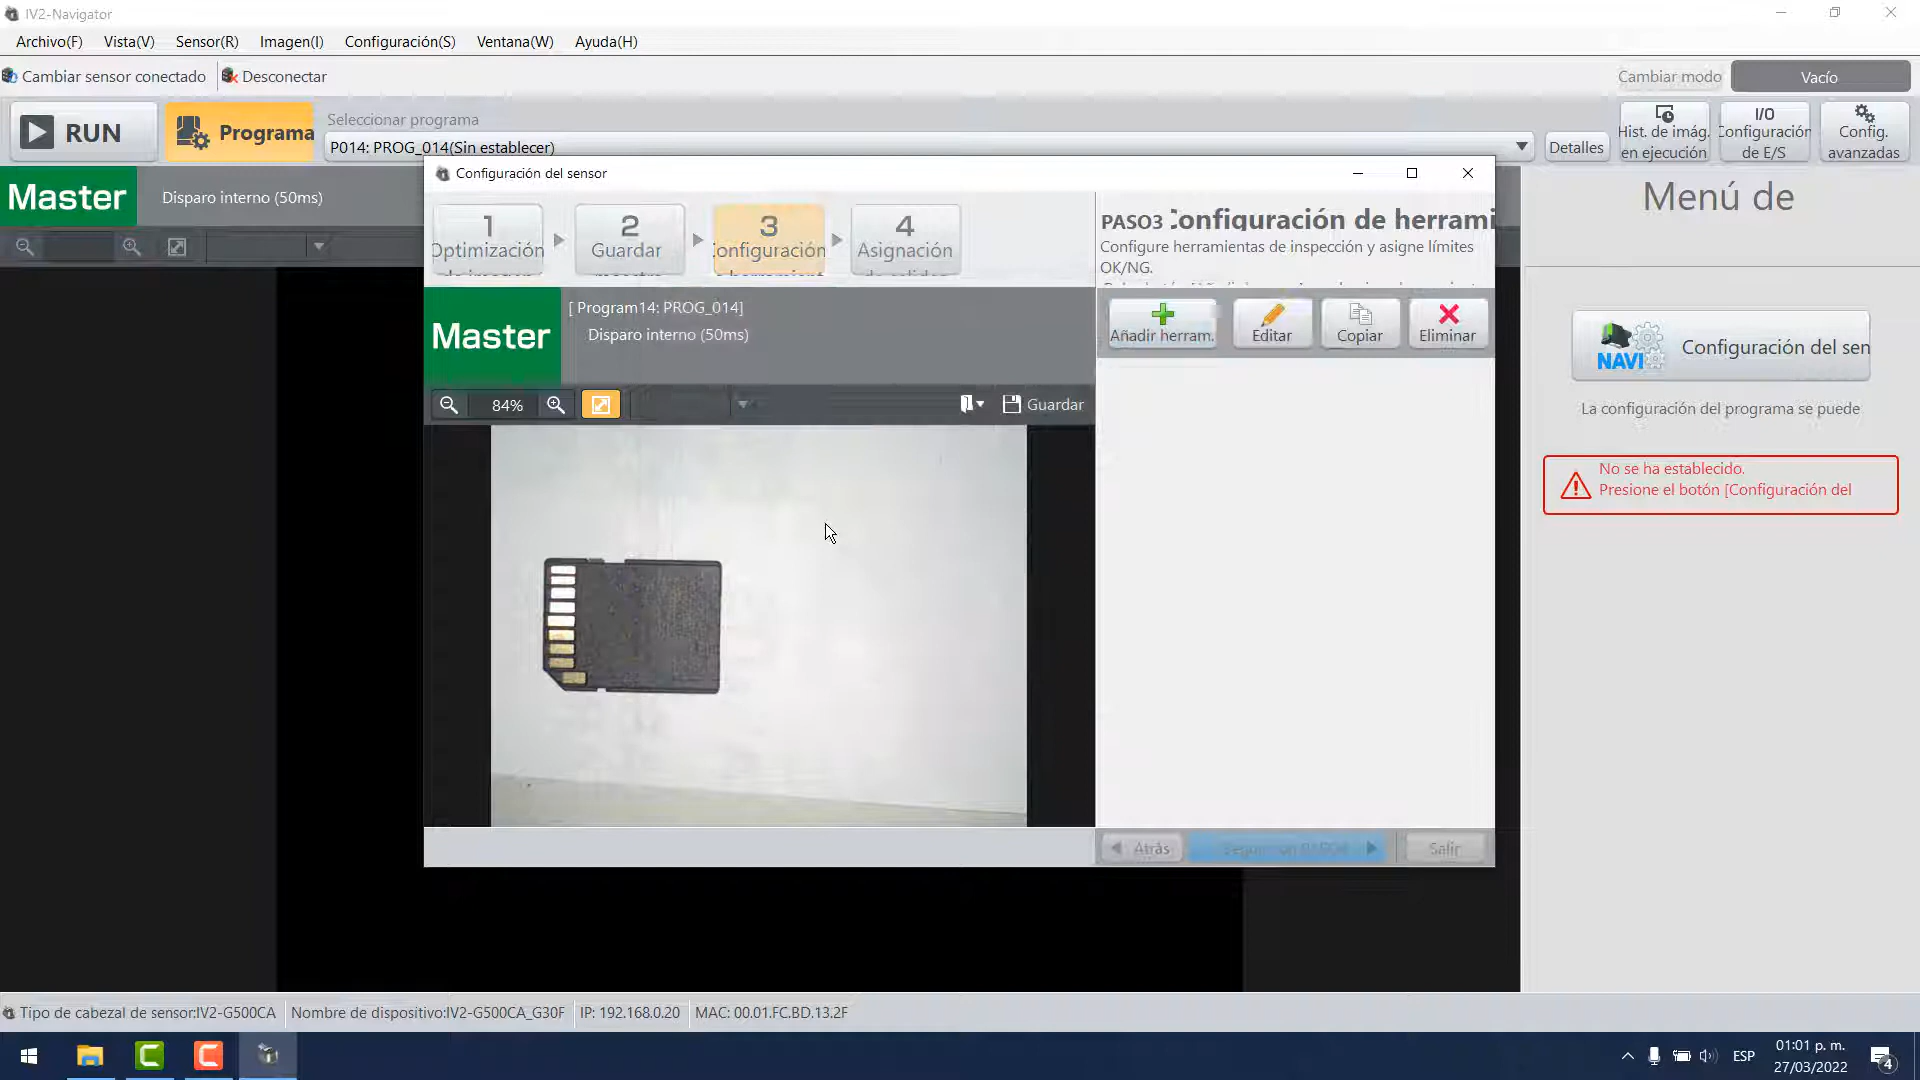 IV2-Navigator
Archivo(F) Vista(V) Sensor(R) Imagen(I) Configuración(S) Ventana(W) Ayuda(H)
Cambiar sensor conectado Desconectar Cambiar modo Vacío
RUN Programa Seleccionar programa
P014: PROG_014(Sin establecer) Detalles
Hist. de imág.
en ejecución
I/O
Configuración
de E/S
Config.
avanzadas
Master Disparo interno (50ms)
Configuración del sensor
1
Optimización
2
Guardar
3
Configuración
4
Asignación
PASO3 Configuración de herrami
Configure herramientas de inspección y asigne límites
OK/NG.
Master
[ Program14: PROG_014]
Disparo interno (50ms)
Añadir herram. Editar Copiar Eliminar
84% Guardar
Atrás Salir
Menú de
NAVI Configuración del sen
La configuración del programa se puede
No se ha establecido.
Presione el botón [Configuración del
Tipo de cabezal de sensor:IV2-G500CA Nombre de dispositivo:IV2-G500CA_G30F IP: 192.168.0.20 MAC: 00.01.FC.BD.13.2F
ESP
01:01 p. m.
27/03/2022
4